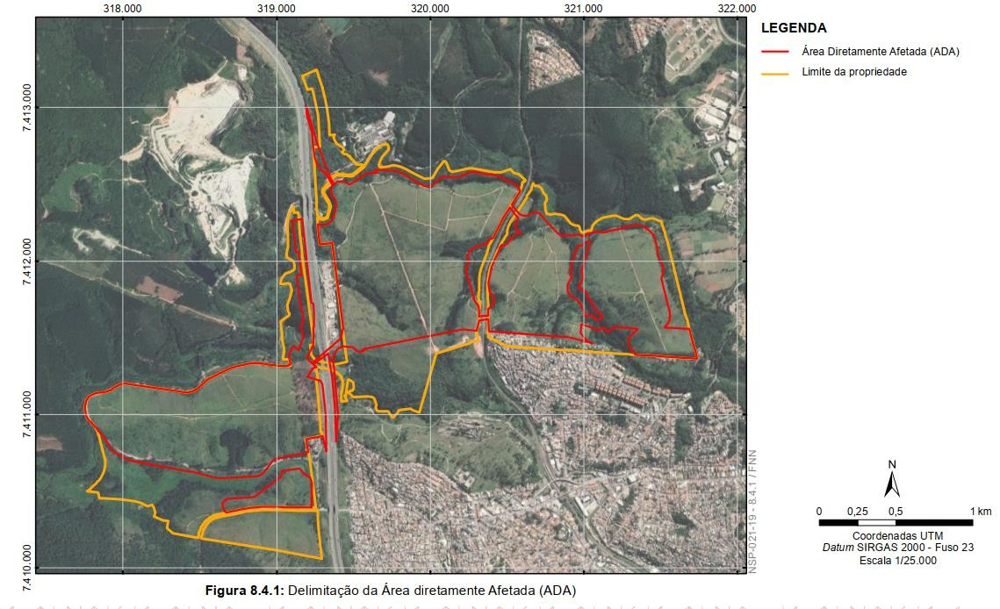 318.000 319.000 320.000 321.000 322.000
LEGENDA
Área Diretamente Afetada (ADA)
Limite da propriedade
7.413.000
7.412.000
7.411.000
7.410.000
NSP-021-19 - 8.4.1 / FNN
N
0 0,25 0,5 1 km
Coordenadas UTM
Datum SIRGAS 2000 - Fuso 23
Escala 1/25.000
Figura 8.4.1: Delimitação da Área diretamente Afetada (ADA)